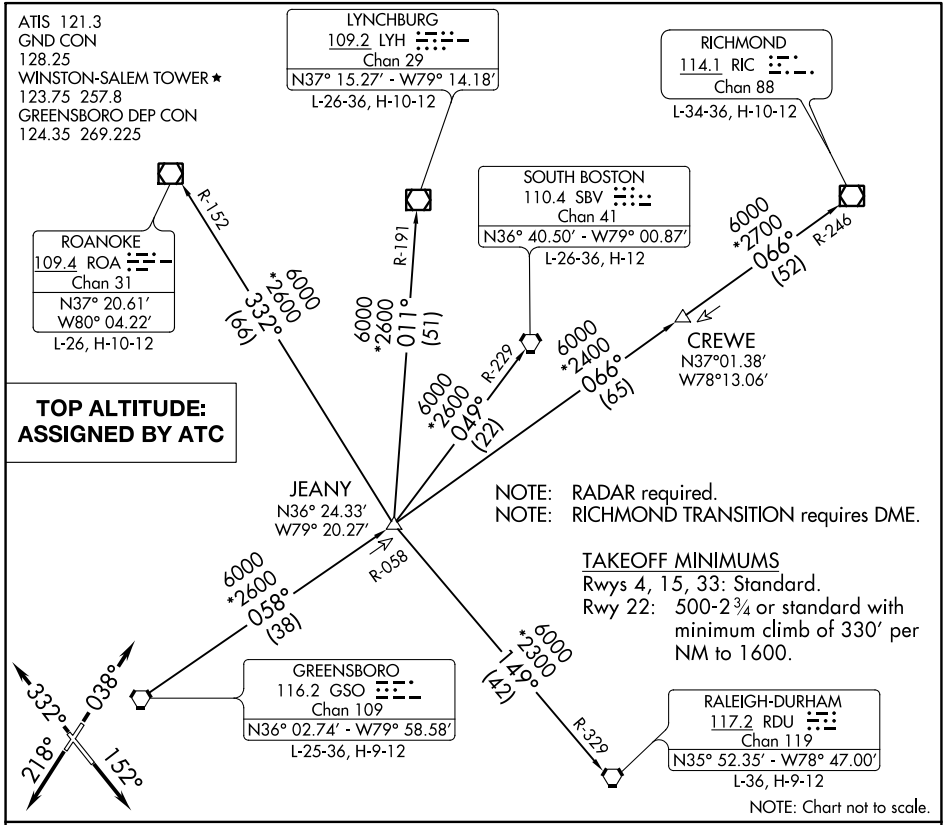 ATIS 121.3
GND CON
128.25
WINSTON-SALEM TOWER ★
123.75 257.8
GREENSBORO DEP CON
124.35 269.225
LYNCHBURG
109.2 LYH
Chan 29
N37° 15.27′ - W79° 14.18′
L-26-36, H-10-12
RICHMOND
114.1 RIC
Chan 88
L-34-36, H-10-12
SOUTH BOSTON
110.4 SBV
Chan 41
N36° 40.50′ - W79° 00.87′
L-26-36, H-12
ROANOKE
109.4 ROA
Chan 31
N37° 20.61′
W80° 04.22′
L-26, H-10-12
R-152
6000
*2600
332°
(66)
R-191
6000
*2600
011°
(51)
R-229
6000
*2600
049°
(22)
6000
*2400
066°
(65)
6000
*2700
066°
(52)
R-246
CREWE
N37°01.38′
W78°13.06′
TOP ALTITUDE:
ASSIGNED BY ATC
JEANY
N36° 24.33′
W79° 20.27′
R-058
6000
*2600
058°
(38)
NOTE: RADAR required.
NOTE: RICHMOND TRANSITION requires DME.
TAKEOFF MINIMUMS
Rwys 4, 15, 33: Standard.
Rwy 22: 500-2¾ or standard with
minimum climb of 330′ per
NM to 1600.
6000
*2300
149°
(42)
R-329
GREENSBORO
116.2 GSO
Chan 109
N36° 02.74′ - W79° 58.58′
L-25-36, H-9-12
RALEIGH-DURHAM
117.2 RDU
Chan 119
N35° 52.35′ - W78° 47.00′
L-36, H-9-12
332°
038°
218°
152°
NOTE: Chart not to scale.